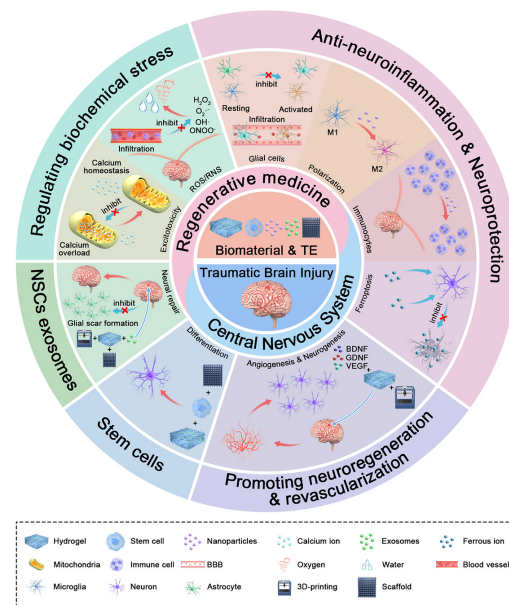 Regulating biochemical stress
Anti-neuroinflammation & Neuroprotection
NSCs exosomes
Stem cells
Promoting neuroregeneration
& revascularization
H₂O₂
O₂⁻
OH·
ONOO⁻
inhibit
Infiltration
ROS/RNS
Calcium
homeostasis
inhibit
Calcium
overload
Excitotoxicity
inhibit
Resting
Activated
Infiltration
Glial cells
M1
M2
Polarization
Immunocytes
Ferroptosis
inhibit
Regenerative medicine
Biomaterial & TE
Traumatic Brain Injury
Central Nervous System
Neural repair
inhibit
Glial scar formation
Differentiation
Angiogenesis & Neurogenesis
BDNF
GDNF
VEGF
Hydrogel
Stem cell
Nanoparticles
Calcium ion
Exosomes
Ferrous ion
Mitochondria
Immune cell
BBB
Oxygen
Water
Blood vessel
Microglia
Neuron
Astrocyte
3D-printing
Scaffold